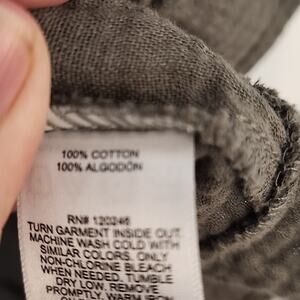 100% COTTON
100% ALGODÓN
RN# 120246
TURN GARMENT INSIDE OUT.
MACHINE WASH COLD WITH
SIMILAR COLORS. ONLY
NON-CHLORINE BLEACH
WHEN NEEDED. TUMBLE
DRY LOW. REMOVE
PROMPTLY. WARM IRON